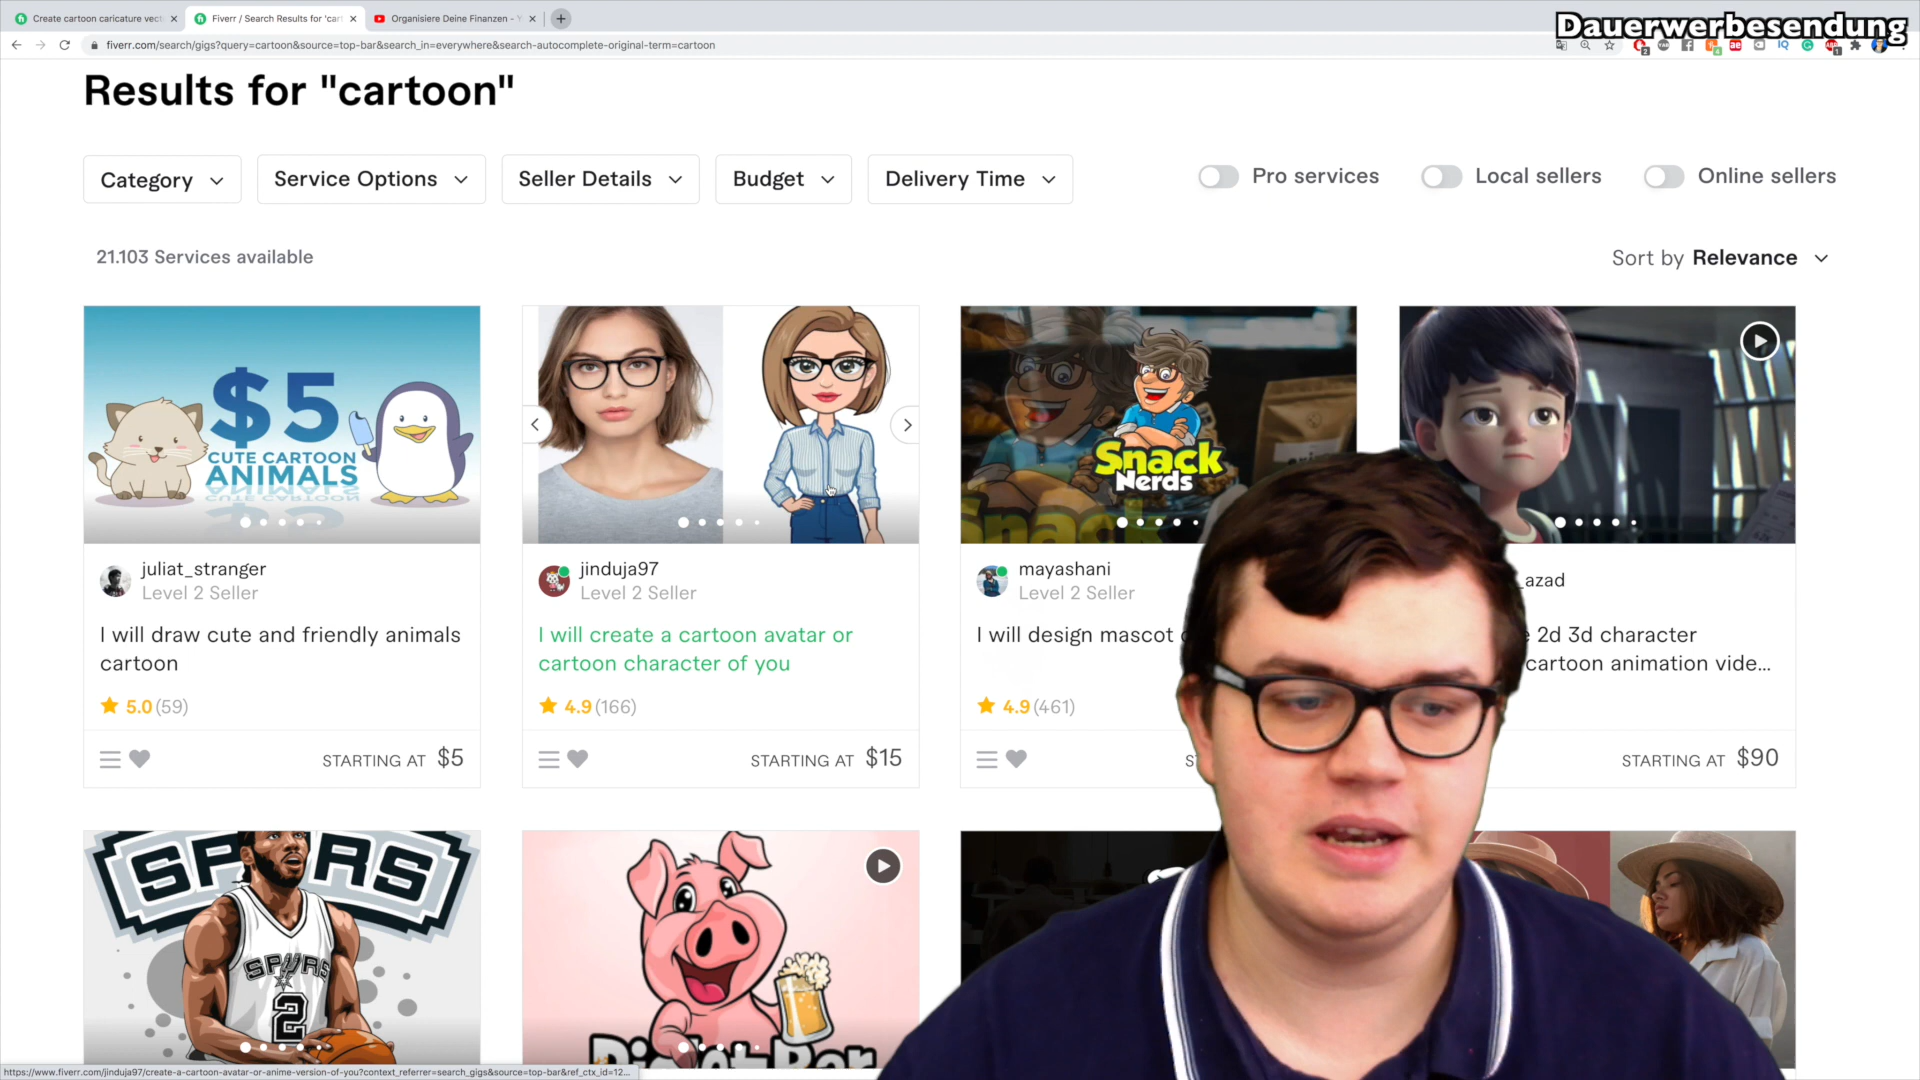 Create cartoon caricature vect
Fiverr / Search Results for 'cart
Organisiere Deine Finanzen - Y
Dauerwerbesendung
fiverr.com/search/gigs?query=cartoon&source=top-bar&search_in=everywhere&search-autocomplete-original-term=cartoon
Results for "cartoon"
Category
Service Options
Seller Details
Budget
Delivery Time
Pro services
Local sellers
Online sellers
21.103 Services available
Sort by Relevance
$5
CUTE CARTOON
ANIMALS
Snack
Nerds
juliat_stranger
Level 2 Seller
I will draw cute and friendly animals
cartoon
5.0 (59)
STARTING AT $5
jinduja97
Level 2 Seller
I will create a cartoon avatar or
cartoon character of you
4.9 (166)
STARTING AT $15
mayashani
Level 2 Seller
I will design mascot
4.9 (461)
_azad
2d 3d character
cartoon animation vide...
STARTING AT $90
SPURS
SPURS
2
https://www.fiverr.com/jinduja97/create-a-cartoon-avatar-or-anime-version-of-you?context_referrer=search_gigs&source=top-bar&ref_ctx_id=12...